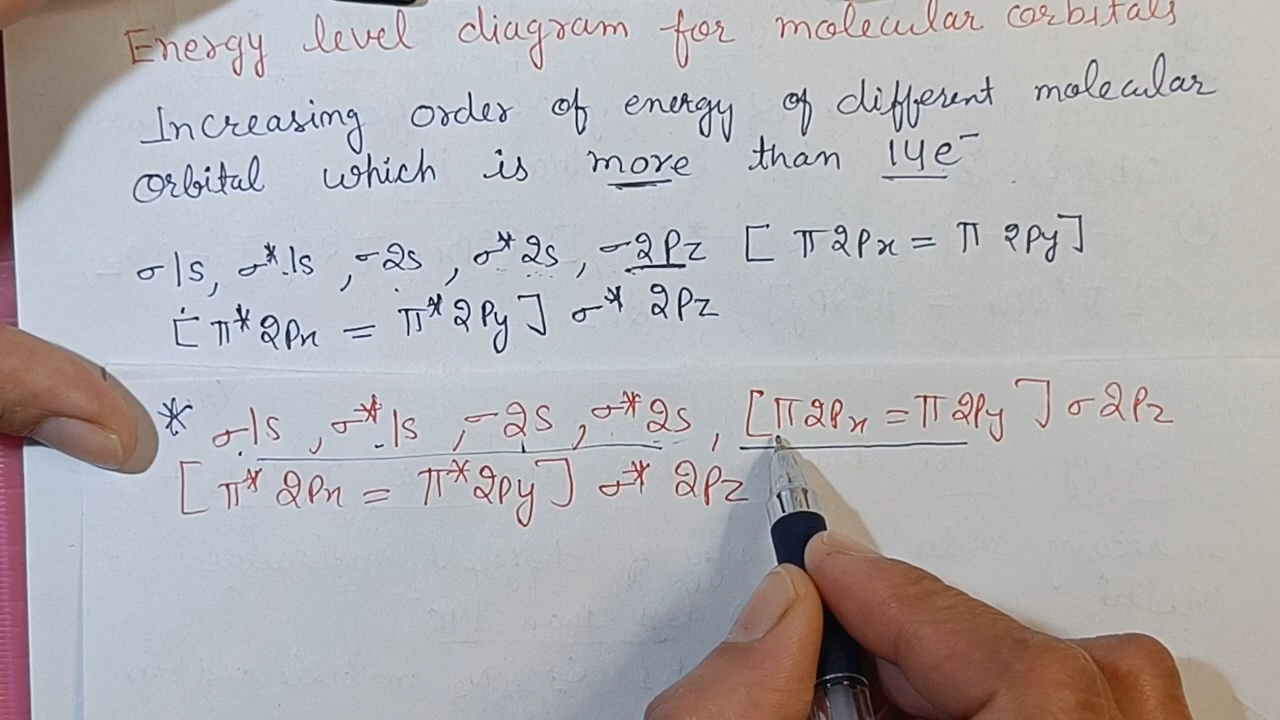 Energy level diagram for molecular orbitals
Increasing order of energy of different molecular
orbital which is more than 14e⁻
σ1s, σ*1s, σ2s, σ*2s, σ2Pz [π2Px = π2Py]
[π*2Px = π*2Py] σ*2Pz
* σ1s, σ*1s, σ2s, σ*2s, [π2Px = π2Py] σ2Pz
[π*2Px = π*2Py] σ*2Pz